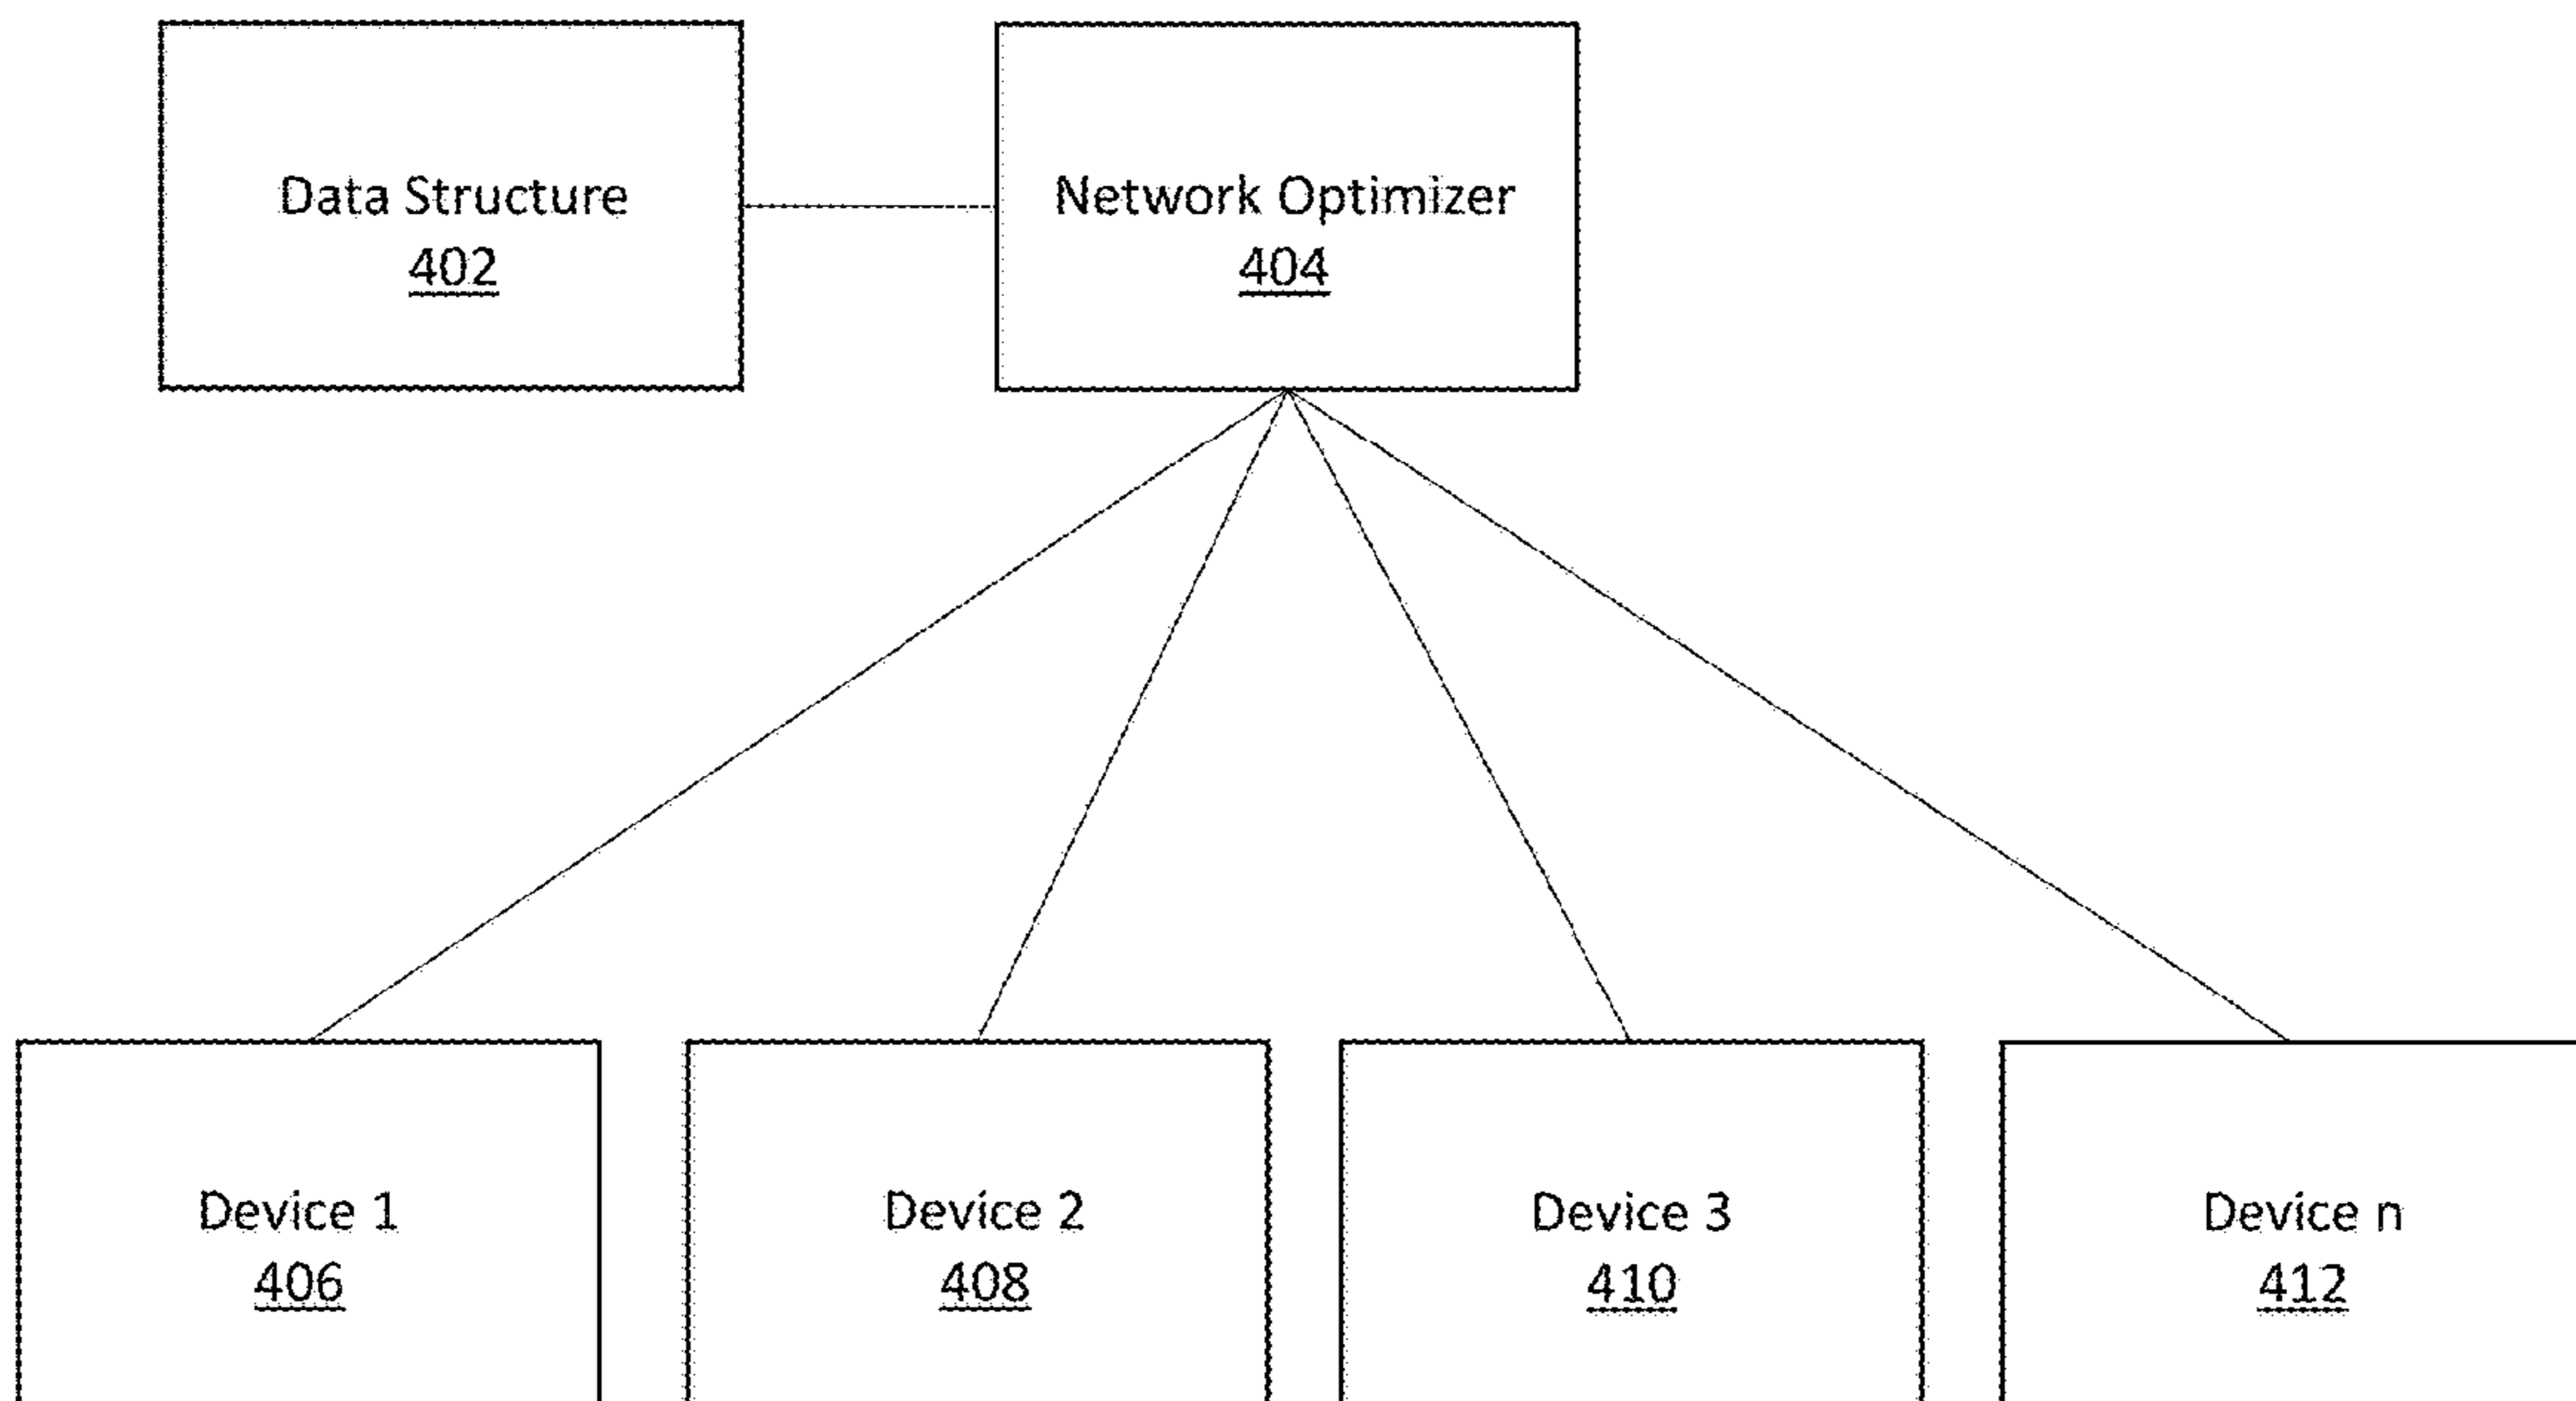 Data Structure
402
Network Optimizer
404
Device 1
406
Device 2
408
Device 3
410
Device n
412